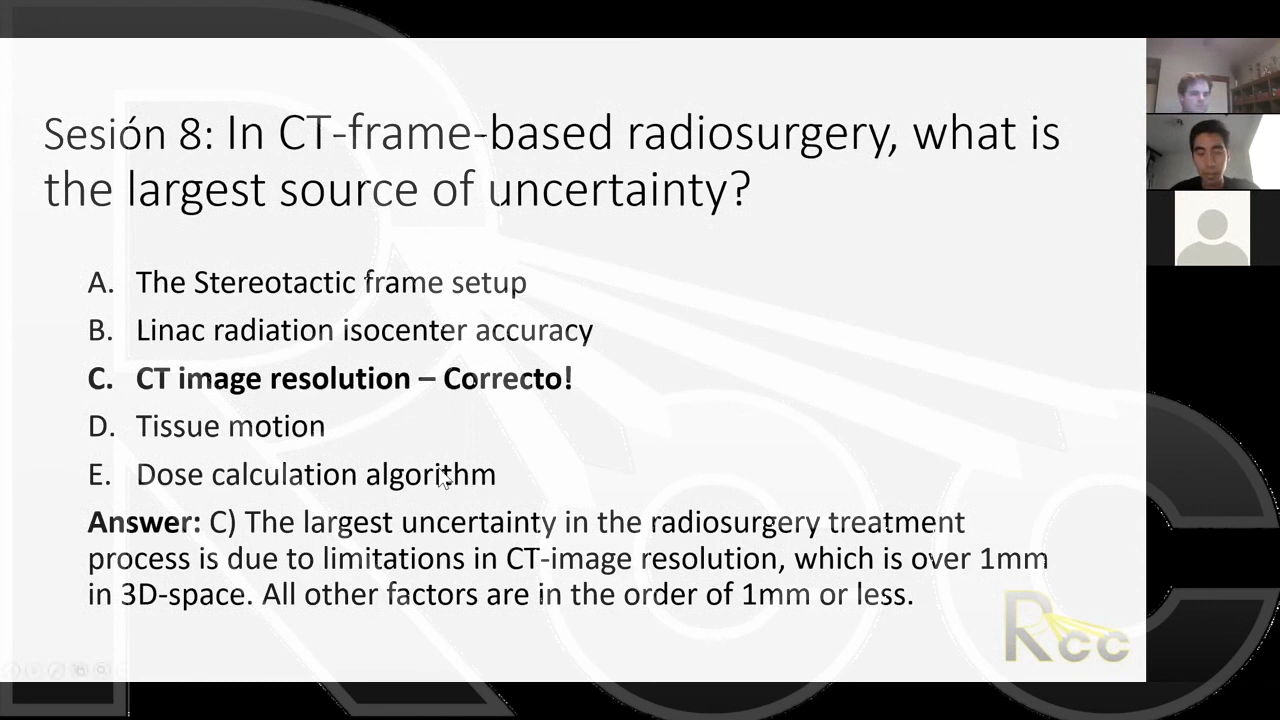 Sesión 8: In CT-frame-based radiosurgery, what is
the largest source of uncertainty?
A. The Stereotactic frame setup
B. Linac radiation isocenter accuracy
C. CT image resolution – Correcto!
D. Tissue motion
E. Dose calculation algorithm
Answer: C) The largest uncertainty in the radiosurgery treatment
process is due to limitations in CT-image resolution, which is over 1mm
in 3D-space. All other factors are in the order of 1mm or less.
Rcc